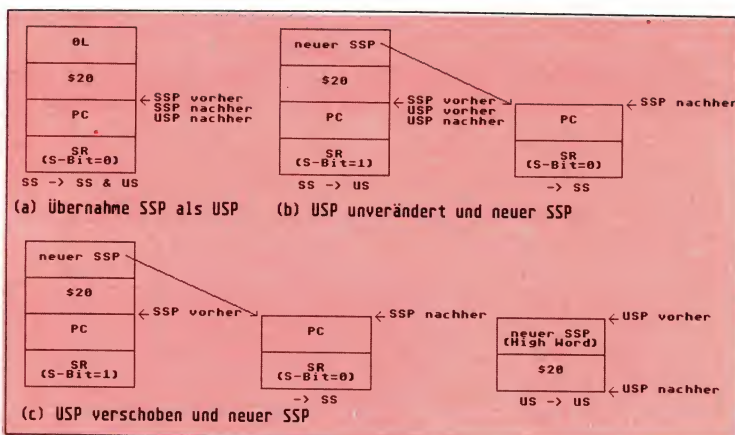 0L
$20
PC
SR
(S-Bit=0)
SSP vorher
SSP nachher
USP nachher
SS -> SS & US
(a) Übernahme SSP als USP
neuer SSP
$20
PC
SR
(S-Bit=1)
SSP vorher
USP vorher
USP nachher
SS -> US
PC
SR
(S-Bit=0)
SSP nachher
-> SS
(b) USP unverändert und neuer SSP
neuer SSP
$20
PC
SR
(S-Bit=1)
SSP vorher
PC
SR
(S-Bit=0)
SSP nachher
-> SS
neuer SSP
(High Word)
$20
USP vorher
USP nachher
US -> US
(c) USP verschoben und neuer SSP